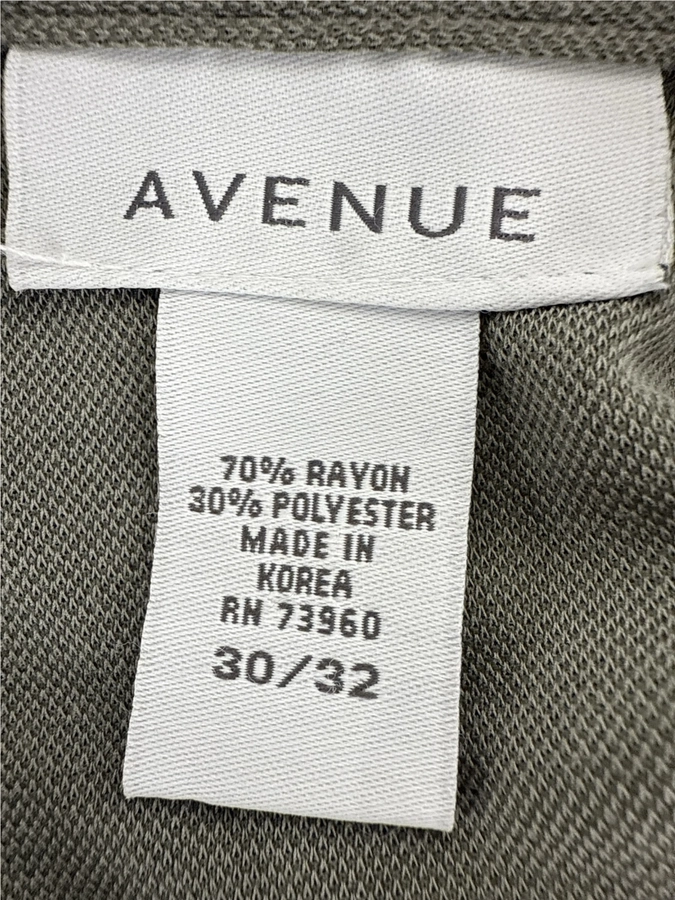 AVENUE
70% RAYON
30% POLYESTER
MADE IN
KOREA
RN 73960
30/32